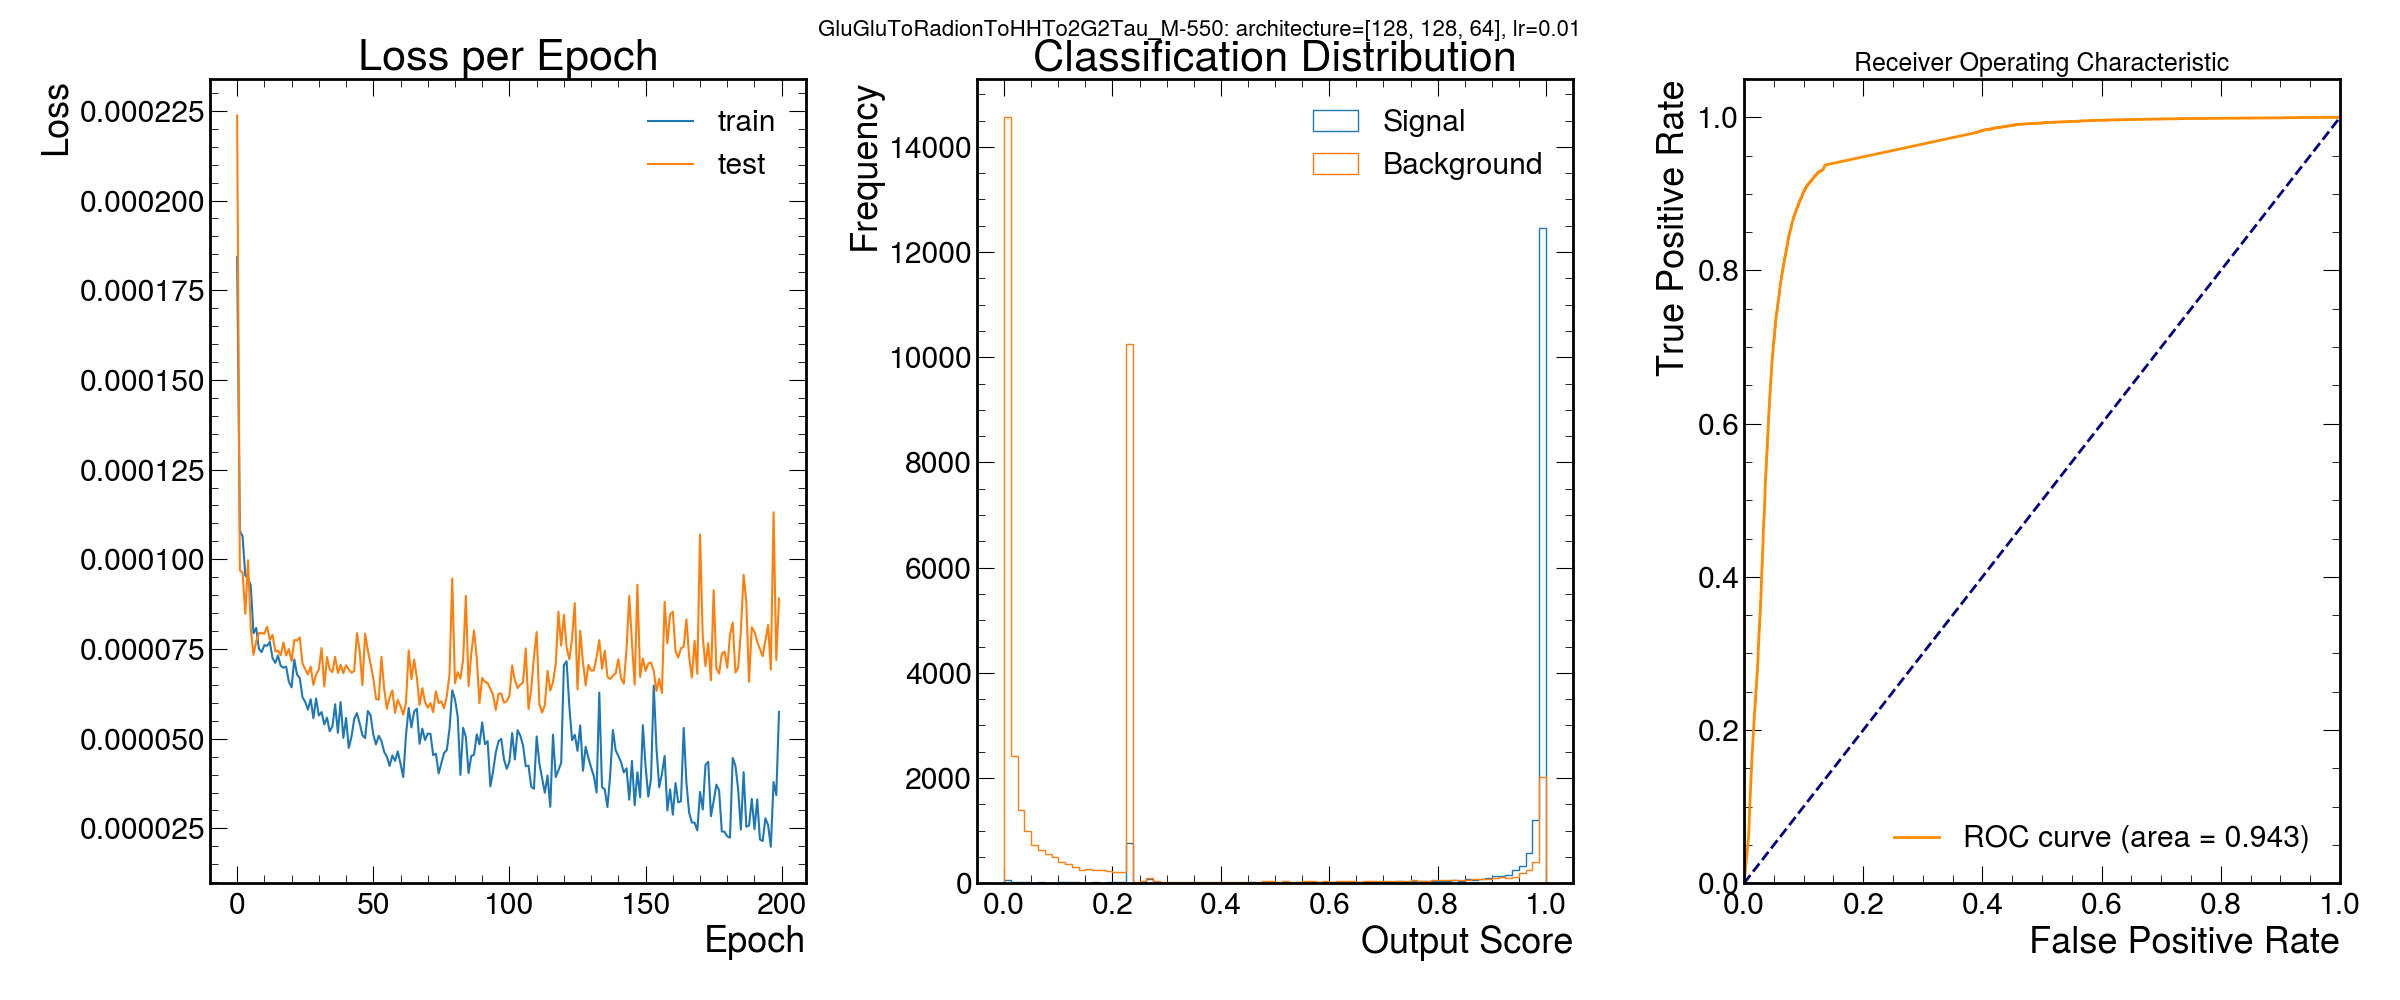 GluGluToRadionToHHTo2G2Tau_M-550: architecture=[128, 128, 64], lr=0.01
Loss per Epoch
Loss
0.000225
0.000200
0.000175
0.000150
0.000125
0.000100
0.000075
0.000050
0.000025
train
test
0 50 100 150 200
Epoch
Classification Distribution
Frequency
14000
12000
10000
8000
6000
4000
2000
0
Signal
Background
0.0 0.2 0.4 0.6 0.8 1.0
Output Score
Receiver Operating Characteristic
True Positive Rate
1.0
0.8
0.6
0.4
0.2
0.0
ROC curve (area = 0.943)
0.0 0.2 0.4 0.6 0.8 1.0
False Positive Rate